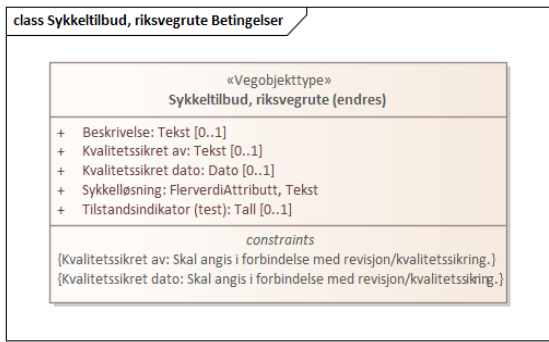 class Sykkeltilbud, riksvegrute Betingelser
«Vegobjekttype»
Sykkeltilbud, riksvegrute (endres)
+ Beskrivelse: Tekst [0..1]
+ Kvalitetssikret av: Tekst [0..1]
+ Kvalitetssikret dato: Dato [0..1]
+ Sykkelløsning: FlerverdiAttributt, Tekst
+ Tilstandsindikator (test): Tall [0..1]
constraints
{Kvalitetssikret av: Skal angis i forbindelse med revisjon/kvalitetssikring.}
{Kvalitetssikret dato: Skal angis i forbindelse med revisjon/kvalitetssikring.}